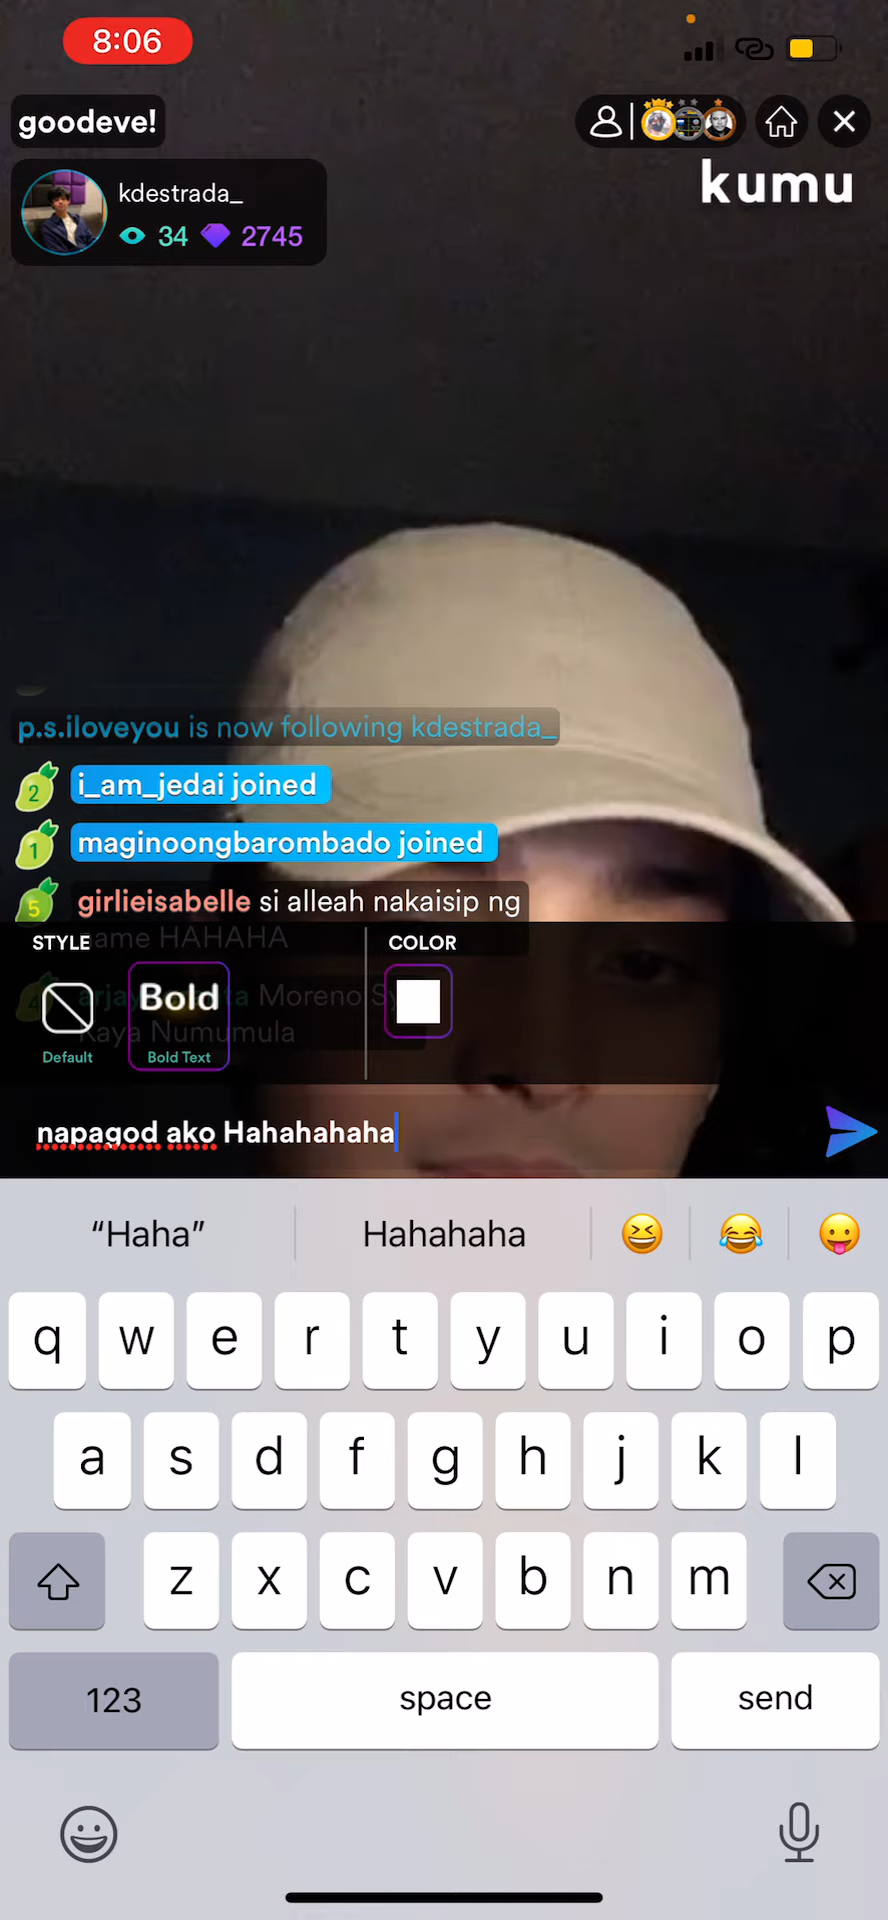 8:06
goodeve!
kdestrada_
34 2745
kumu
p.s.iloveyou is now following kdestrada_
2 i_am_jedai joined
1 maginoongbarombado joined
5 girlieisabelle si alleah nakaisip ng
name HAHAHA
STYLE COLOR
Moreno
Kaya Numumula
Bold
Default Bold Text
napagod ako Hahahahaha
“Haha” Hahahaha
q w e r t y u i o p
a s d f g h j k l
z x c v b n m
123 space send